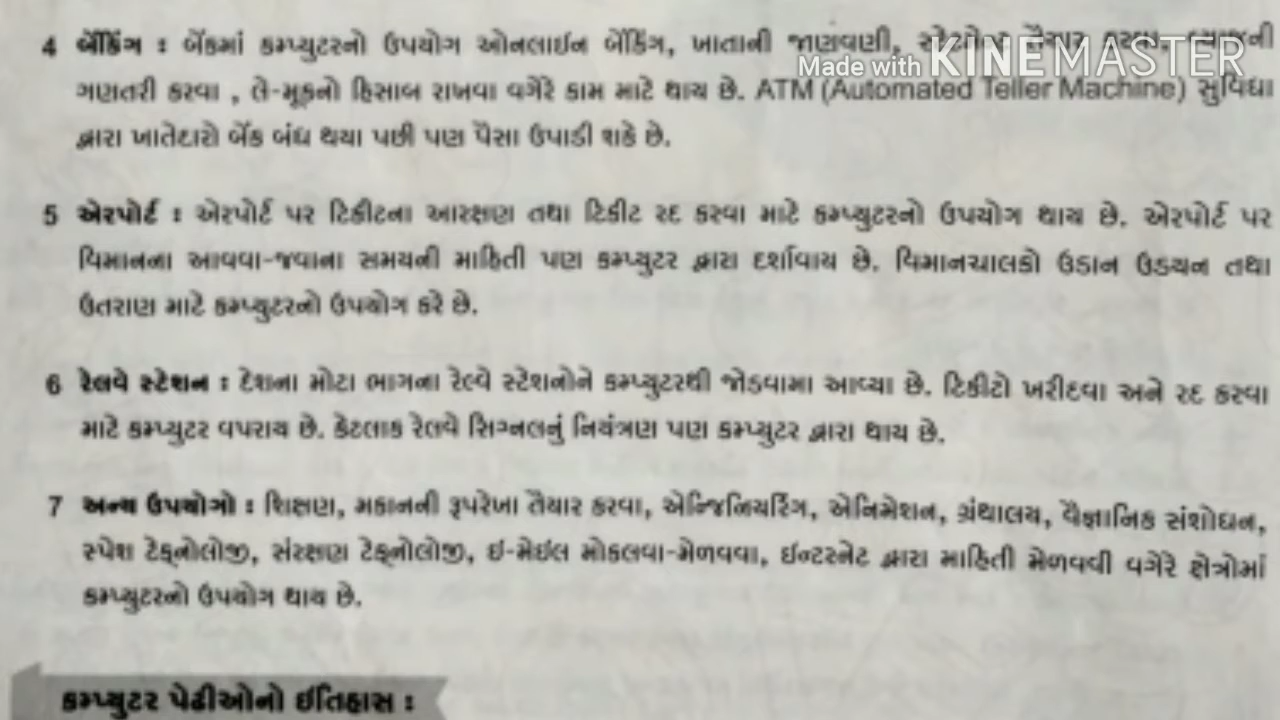 4 બેંકિંગ : બેંકમાં કમ્પ્યુટરનો ઉપયોગ ઓનલાઈન બેંકિંગ, ખાતાની જાળવણી,
Made with KINEMASTER
ગણતરી કરવા , લે-મૂકનો હિસાબ રાખવા વગેરે કામ માટે થાય છે. ATM (Automated Teller Machine) સુવિધા
દ્વારા ખાતેદારો બેંક બંધ થયા પછી પણ પૈસા ઉપાડી શકે છે.
5 એરપોર્ટ : એરપોર્ટ પર ટિકીટના આરક્ષણ તથા ટિકીટ રદ કરવા માટે કમ્પ્યુટરનો ઉપયોગ થાય છે. એરપોર્ટ પર
વિમાનના આવવા-જવાના સમયની માહિતી પણ કમ્પ્યુટર દ્વારા દર્શાવાય છે. વિમાનચાલકો ઉડાન ઉડયન તથા
ઉતરાણ માટે કમ્પ્યુટરનો ઉપયોગ કરે છે.
6 રેલવે સ્ટેશન : દેશના મોટા ભાગના રેલ્વે સ્ટેશનોને કમ્પ્યુટરથી જોડવામા આવ્યા છે. ટિકીટો ખરીદવા અને રદ કરવા
માટે કમ્પ્યુટર વપરાય છે. કેટલાક રેલવે સિગ્નલનું નિયંત્રણ પણ કમ્પ્યુટર દ્વારા થાય છે.
7 અન્ય ઉપયોગો : શિક્ષણ, મકાનની રૂપરેખા તૈયાર કરવા, એન્જિનિયરિંગ, એનિમેશન, ગ્રંથાલય, વૈજ્ઞાનિક સંશોધન,
સ્પેશ ટેક્નોલોજી, સંરક્ષણ ટેક્નોલોજી, ઇ-મેઇલ મોકલવા-મેળવવા, ઈન્ટરનેટ દ્વારા માહિતી મેળવવી વગેરે ક્ષેત્રોમાં
કમ્પ્યુટરનો ઉપયોગ થાય છે.
કમ્પ્યુટર પેઢીઓનો ઈતિહાસ :